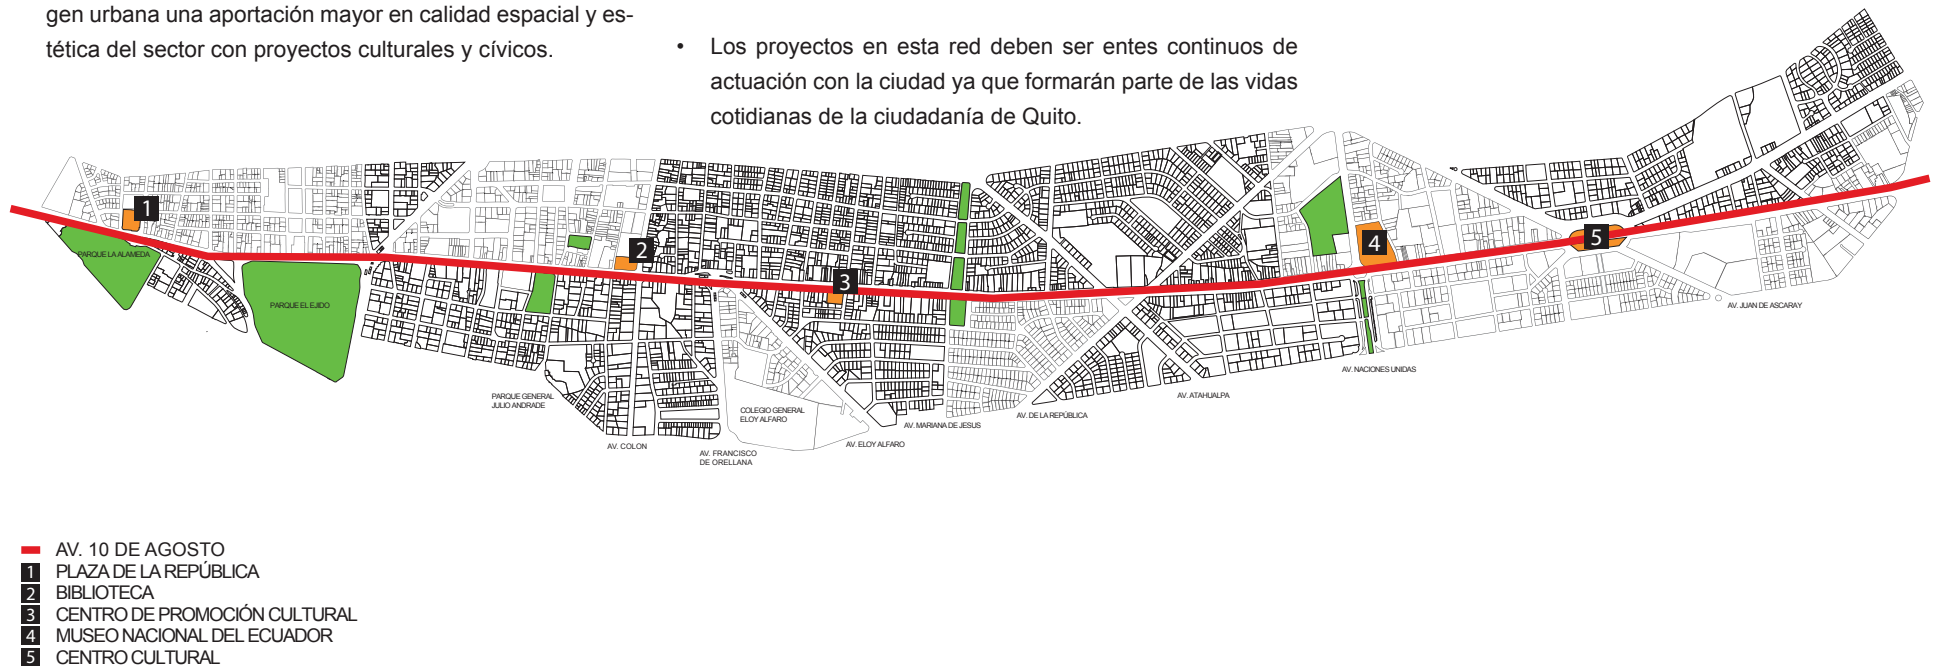 gen urbana una aportación mayor en calidad espacial y es-
tética del sector con proyectos culturales y cívicos.
• Los proyectos en esta red deben ser entes continuos de
actuación con la ciudad ya que formarán parte de las vidas
cotidianas de la ciudadanía de Quito.
1
2
3
4
5
PARQUE LA ALAMEDA
PARQUE EL EJIDO
PARQUE GENERAL
JULIO ANDRADE
AV. COLON
AV. FRANCISCO
DE ORELLANA
COLEGIO GENERAL
ELOY ALFARO
AV. ELOY ALFARO
AV. MARIANA DE JESUS
AV. DE LA REPÚBLICA
AV. ATAHUALPA
AV. NACIONES UNIDAS
AV. JUAN DE ASCARAY
AV. 10 DE AGOSTO
1 PLAZA DE LA REPÚBLICA
2 BIBLIOTECA
3 CENTRO DE PROMOCIÓN CULTURAL
4 MUSEO NACIONAL DEL ECUADOR
5 CENTRO CULTURAL